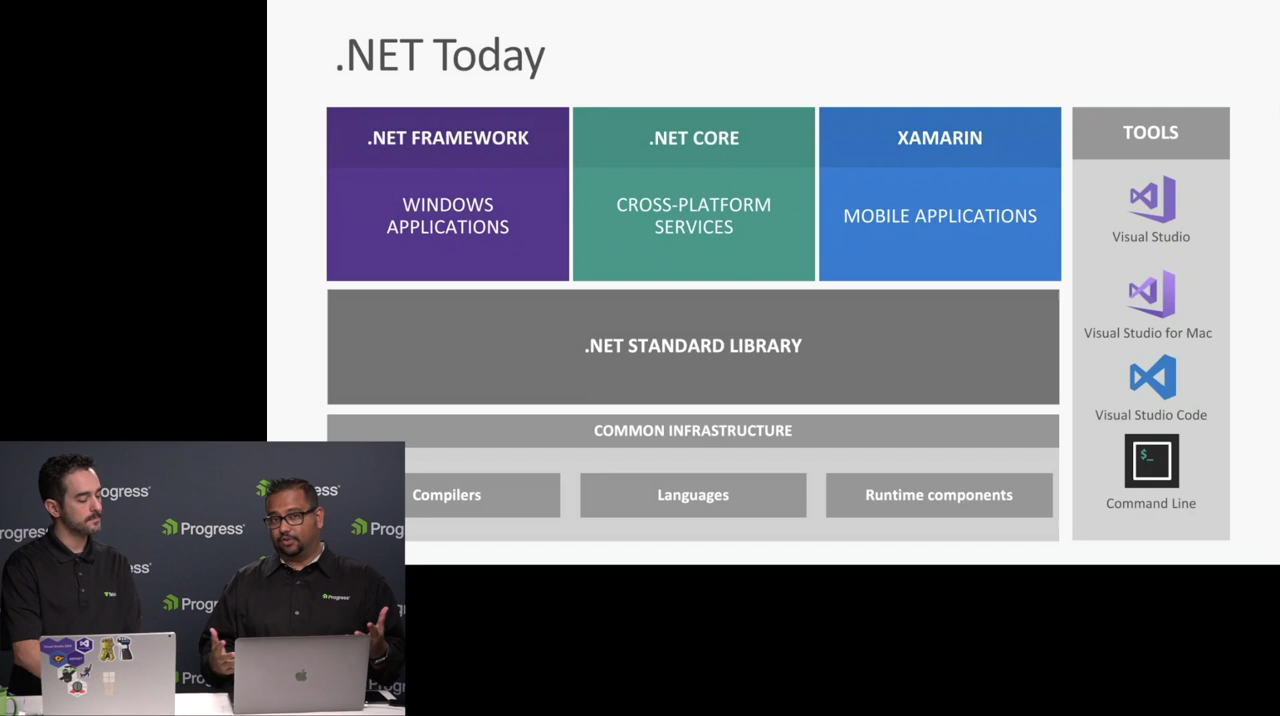 .NET Today
.NET FRAMEWORK
WINDOWS
APPLICATIONS
.NET CORE
CROSS-PLATFORM
SERVICES
XAMARIN
MOBILE APPLICATIONS
.NET STANDARD LIBRARY
COMMON INFRASTRUCTURE
Compilers
Languages
Runtime components
TOOLS
Visual Studio
Visual Studio for Mac
Visual Studio Code
$_
Command Line
Progress
Progress